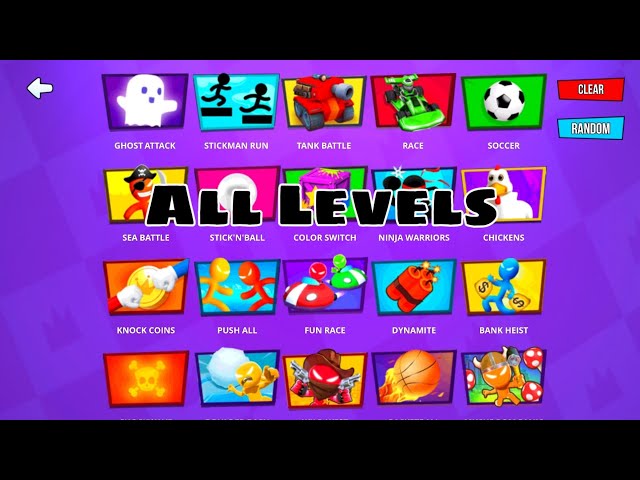 CLEAR
GHOST ATTACK STICKMAN RUN TANK BATTLE RACE SOCCER
RANDOM
All Levels
SEA BATTLE STICK'N'BALL COLOR SWITCH NINJA WARRIORS CHICKENS
KNOCK COINS PUSH ALL FUN RACE DYNAMITE BANK HEIST